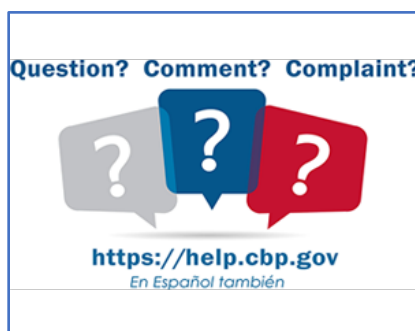 Question? Comment? Complaint?
? ? ?
https://help.cbp.gov
En Español también